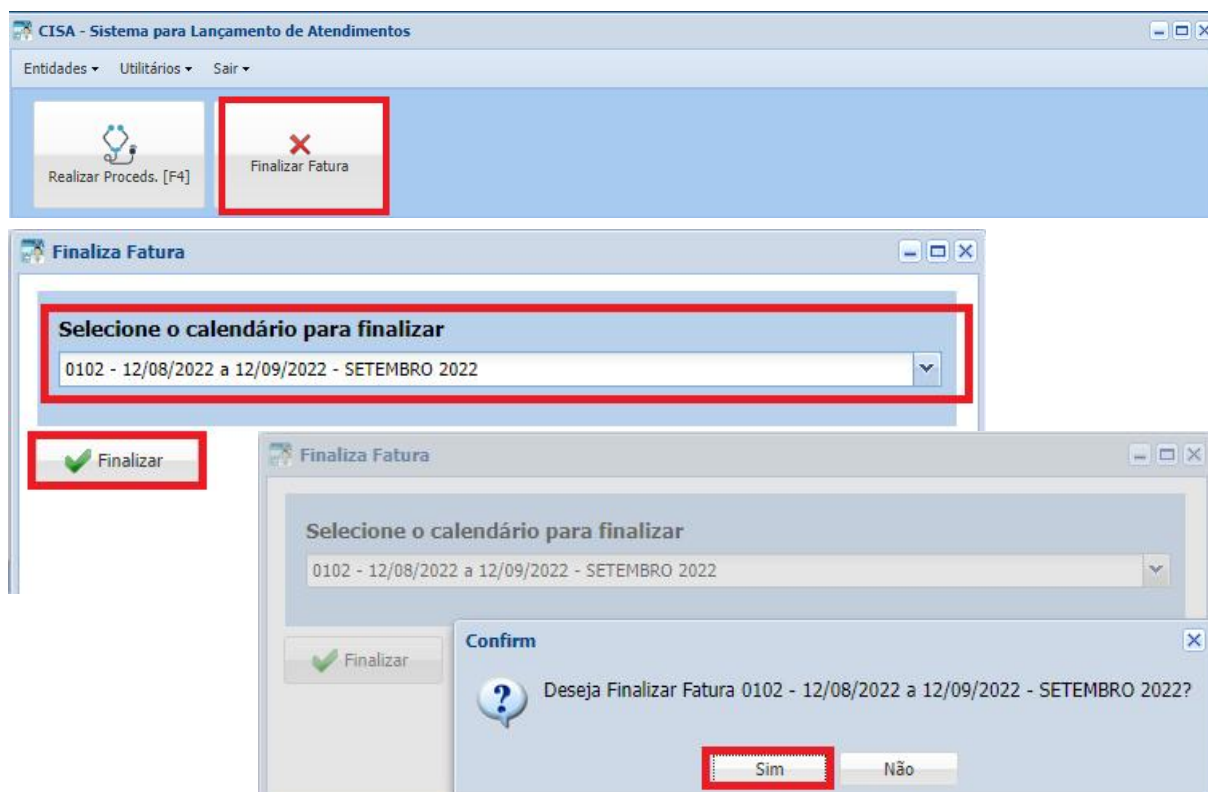 CISA - Sistema para Lançamento de Atendimentos
Entidades Utilitários Sair
Realizar Proceds. [F4]
Finalizar Fatura
Finaliza Fatura
Selecione o calendário para finalizar
0102 - 12/08/2022 a 12/09/2022 - SETEMBRO 2022
Finalizar
Finaliza Fatura
Selecione o calendário para finalizar
0102 - 12/08/2022 a 12/09/2022 - SETEMBRO 2022
Finalizar
Confirm
Deseja Finalizar Fatura 0102 - 12/08/2022 a 12/09/2022 - SETEMBRO 2022?
Sim Não